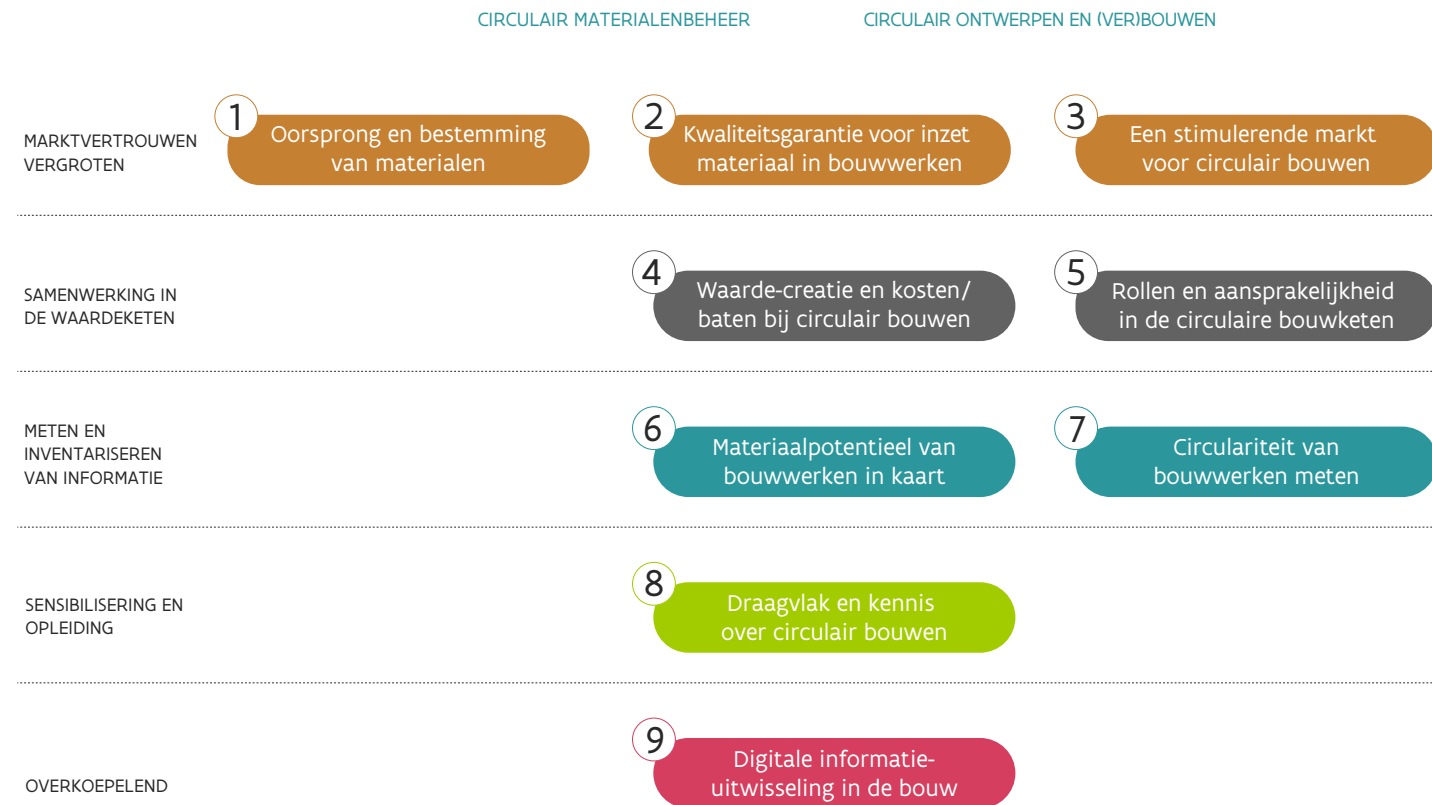 CIRCULAIR MATERIALENBEHEER
CIRCULAIR ONTWERPEN EN (VER)BOUWEN
MARKTVERTROUWEN
VERGROTEN
1
Oorsprong en bestemming
van materialen
2
Kwaliteitsgarantie voor inzet
materiaal in bouwwerken
3
Een stimulerende markt
voor circulair bouwen
SAMENWERKING IN
DE WAARDEKETEN
4
Waarde-creatie en kosten/
baten bij circulair bouwen
5
Rollen en aansprakelijkheid
in de circulaire bouwketen
METEN EN
INVENTARISEREN
VAN INFORMATIE
6
Materiaalpotentieel van
bouwwerken in kaart
7
Circulariteit van
bouwwerken meten
SENSIBILISERING EN
OPLEIDING
8
Draagvlak en kennis
over circulair bouwen
OVERKOEPELEND
9
Digitale informatie-
uitwisseling in de bouw